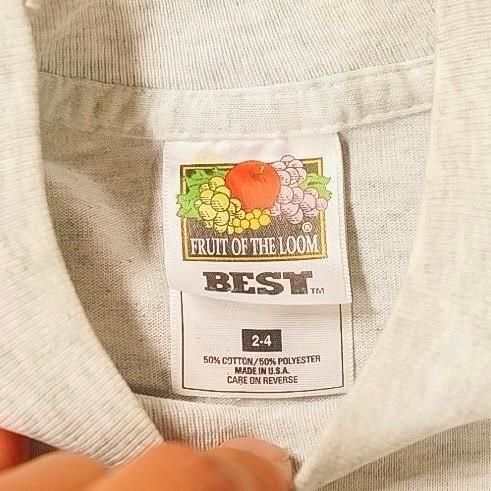 FRUIT OF THE LOOM ®
BEST TM
2-4
50% COTTON/50% POLYESTER
MADE IN U.S.A.
CARE ON REVERSE